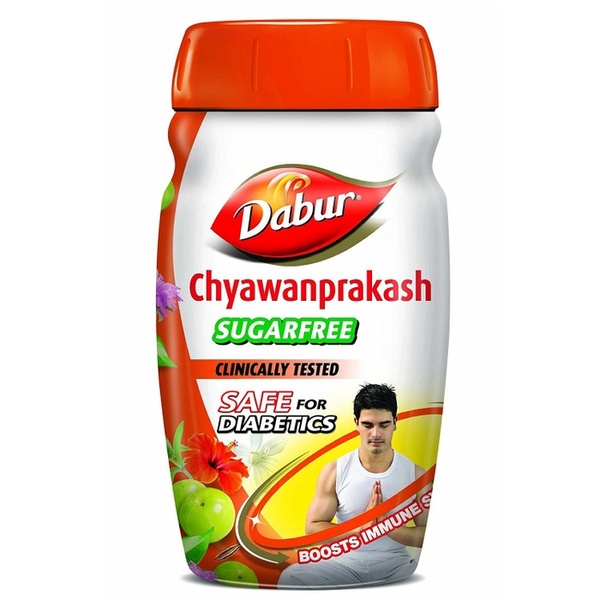 Dabur
Chyawanprakash
SUGARFREE
CLINICALLY TESTED
SAFE FOR
DIABETICS
BOOSTS IMMUNE